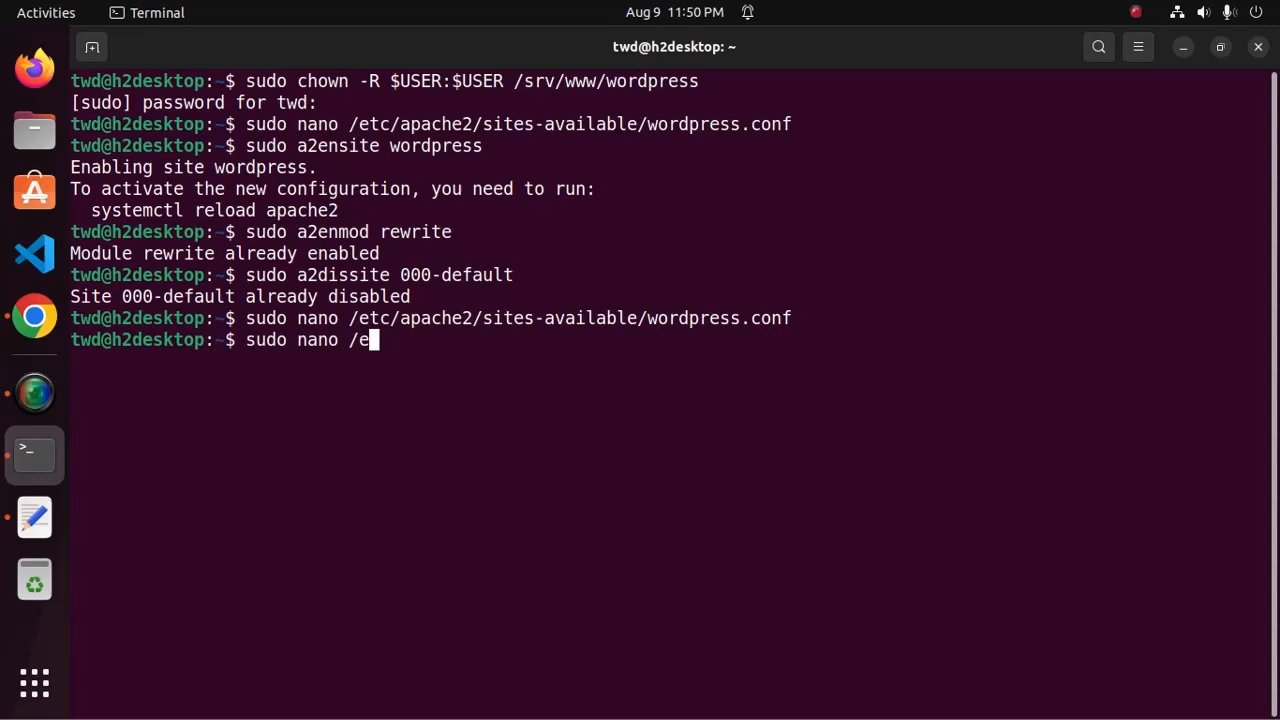 Activities
Terminal
Aug 9 11:50 PM
twd@h2desktop: ~
twd@h2desktop:~$ sudo chown -R $USER:$USER /srv/www/wordpress
[sudo] password for twd:
twd@h2desktop:~$ sudo nano /etc/apache2/sites-available/wordpress.conf
twd@h2desktop:~$ sudo a2ensite wordpress
Enabling site wordpress.
To activate the new configuration, you need to run:
  systemctl reload apache2
twd@h2desktop:~$ sudo a2enmod rewrite
Module rewrite already enabled
twd@h2desktop:~$ sudo a2dissite 000-default
Site 000-default already disabled
twd@h2desktop:~$ sudo nano /etc/apache2/sites-available/wordpress.conf
twd@h2desktop:~$ sudo nano /e